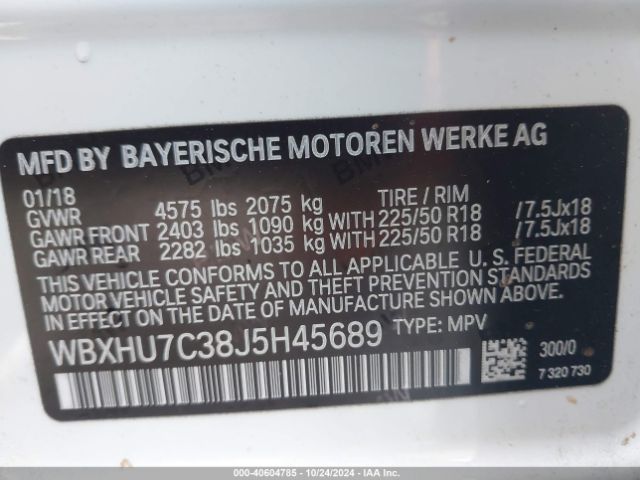 MFD BY BAYERISCHE MOTOREN WERKE AG
01/18 TIRE / RIM
GVWR 4575 lbs 2075 kg
GAWR FRONT 2403 lbs 1090 kg WITH 225/50 R18 /7.5Jx18
GAWR REAR 2282 lbs 1035 kg WITH 225/50 R18 /7.5Jx18
THIS VEHICLE CONFORMS TO ALL APPLICABLE U. S. FEDERAL
MOTOR VEHICLE SAFETY AND THEFT PREVENTION STANDARDS
IN EFFECT ON THE DATE OF MANUFACTURE SHOWN ABOVE.
WBXHU7C38J5H45689 TYPE: MPV
300/0
7 320 730
000-40604785 - 10/24/2024 - IAA Inc.